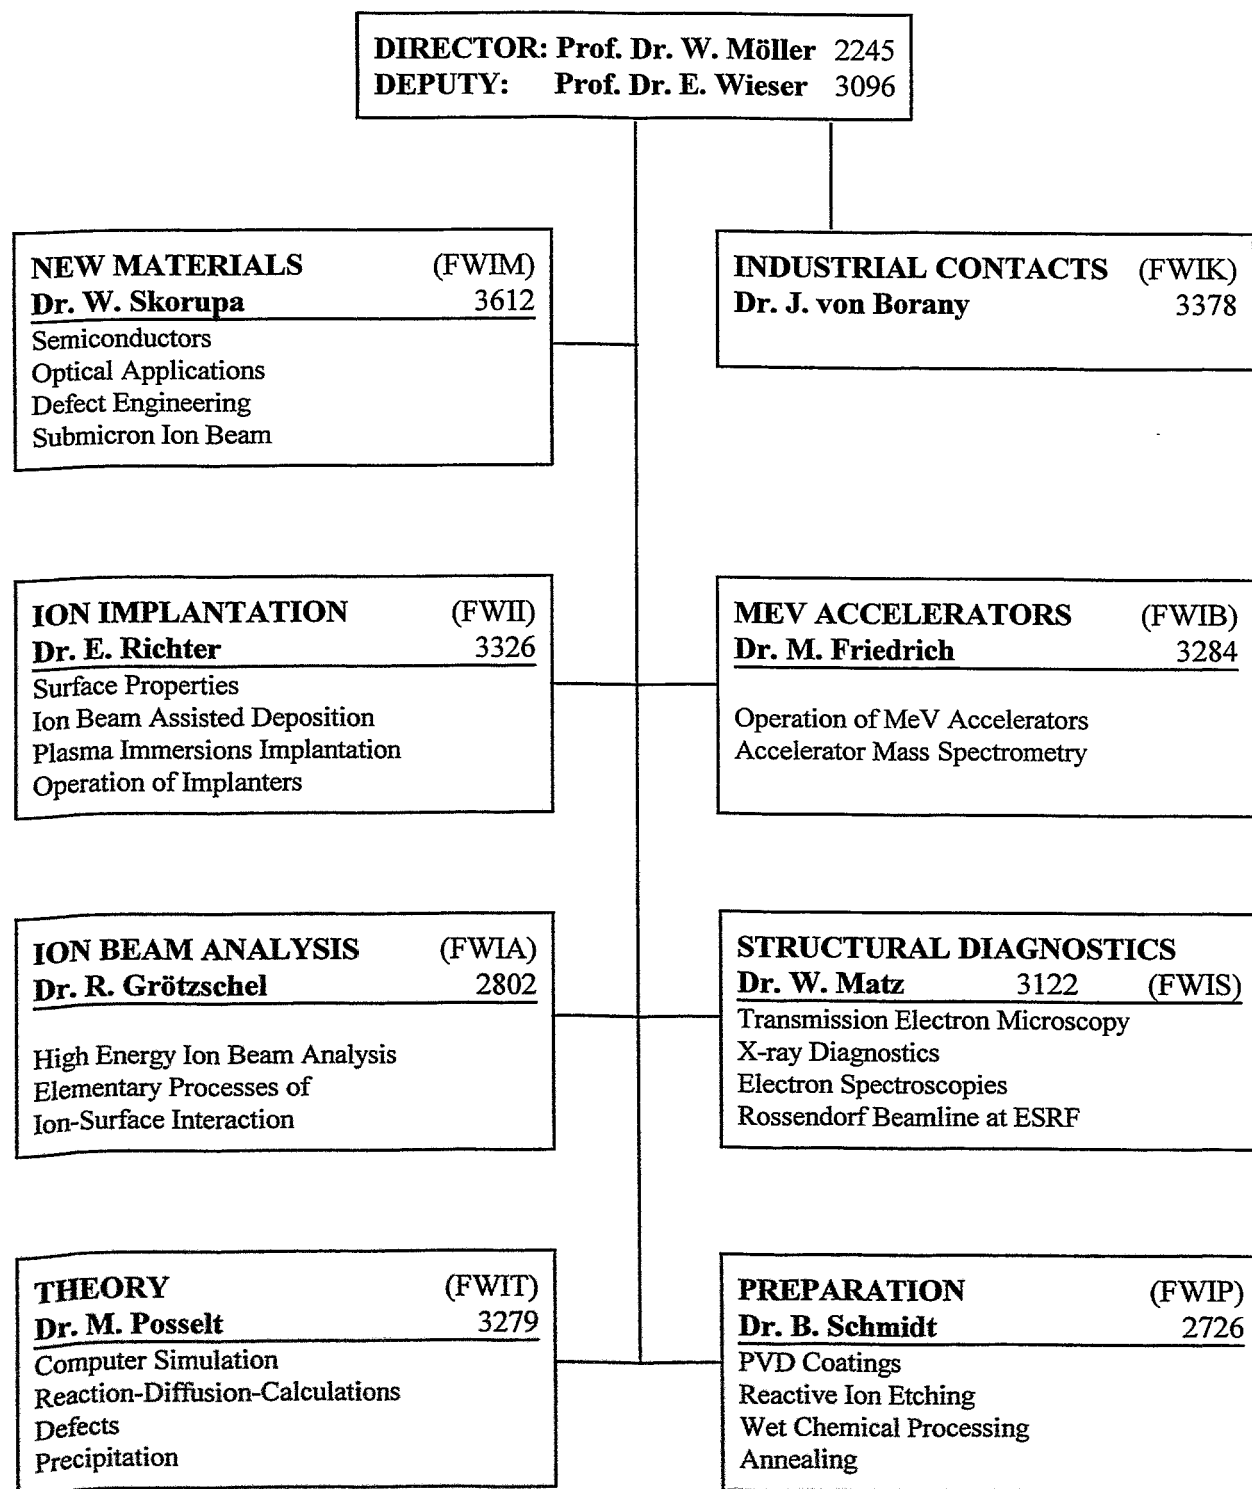 DIRECTOR: Prof. Dr. W. Möller 2245
DEPUTY: Prof. Dr. E. Wieser 3096
NEW MATERIALS (FWIM)
Dr. W. Skorupa 3612
Semiconductors
Optical Applications
Defect Engineering
Submicron Ion Beam
INDUSTRIAL CONTACTS (FWIK)
Dr. J. von Borany 3378
ION IMPLANTATION (FWII)
Dr. E. Richter 3326
Surface Properties
Ion Beam Assisted Deposition
Plasma Immersions Implantation
Operation of Implanters
MEV ACCELERATORS (FWIB)
Dr. M. Friedrich 3284
Operation of MeV Accelerators
Accelerator Mass Spectrometry
ION BEAM ANALYSIS (FWIA)
Dr. R. Grötzschel 2802
High Energy Ion Beam Analysis
Elementary Processes of
Ion-Surface Interaction
STRUCTURAL DIAGNOSTICS
Dr. W. Matz 3122 (FWIS)
Transmission Electron Microscopy
X-ray Diagnostics
Electron Spectroscopies
Rossendorf Beamline at ESRF
THEORY (FWIT)
Dr. M. Posselt 3279
Computer Simulation
Reaction-Diffusion-Calculations
Defects
Precipitation
PREPARATION (FWIP)
Dr. B. Schmidt 2726
PVD Coatings
Reactive Ion Etching
Wet Chemical Processing
Annealing